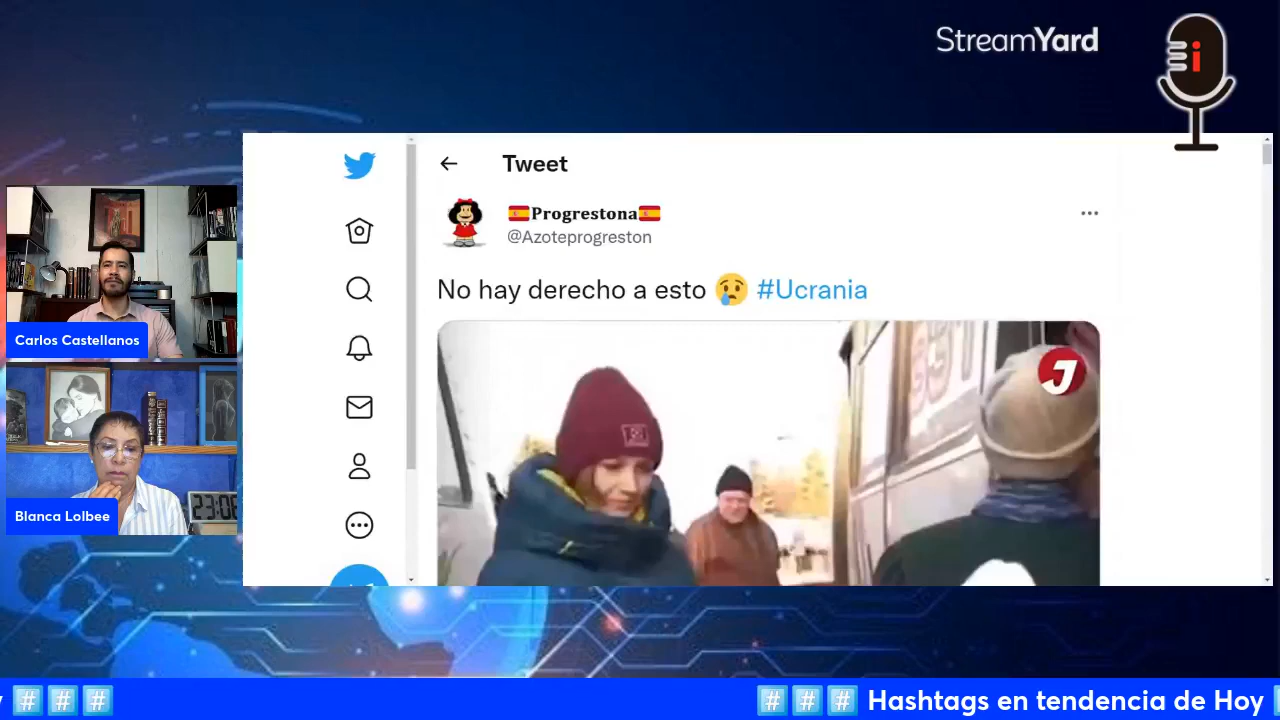 StreamYard
i
Tweet
Progrestona
@Azoteprogreston
No hay derecho a esto 😢 #Ucrania
J
Carlos Castellanos
Blanca Lolbee
# # #
# # # Hashtags en tendencia de Hoy